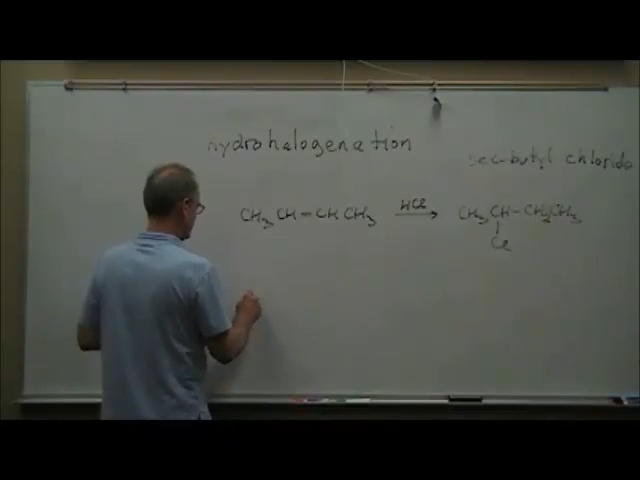 hydrohalogenation
sec-butyl chloride
CH₃CH=CHCH₃ HCl → CH₃CH-CH₂CH₃
Cl